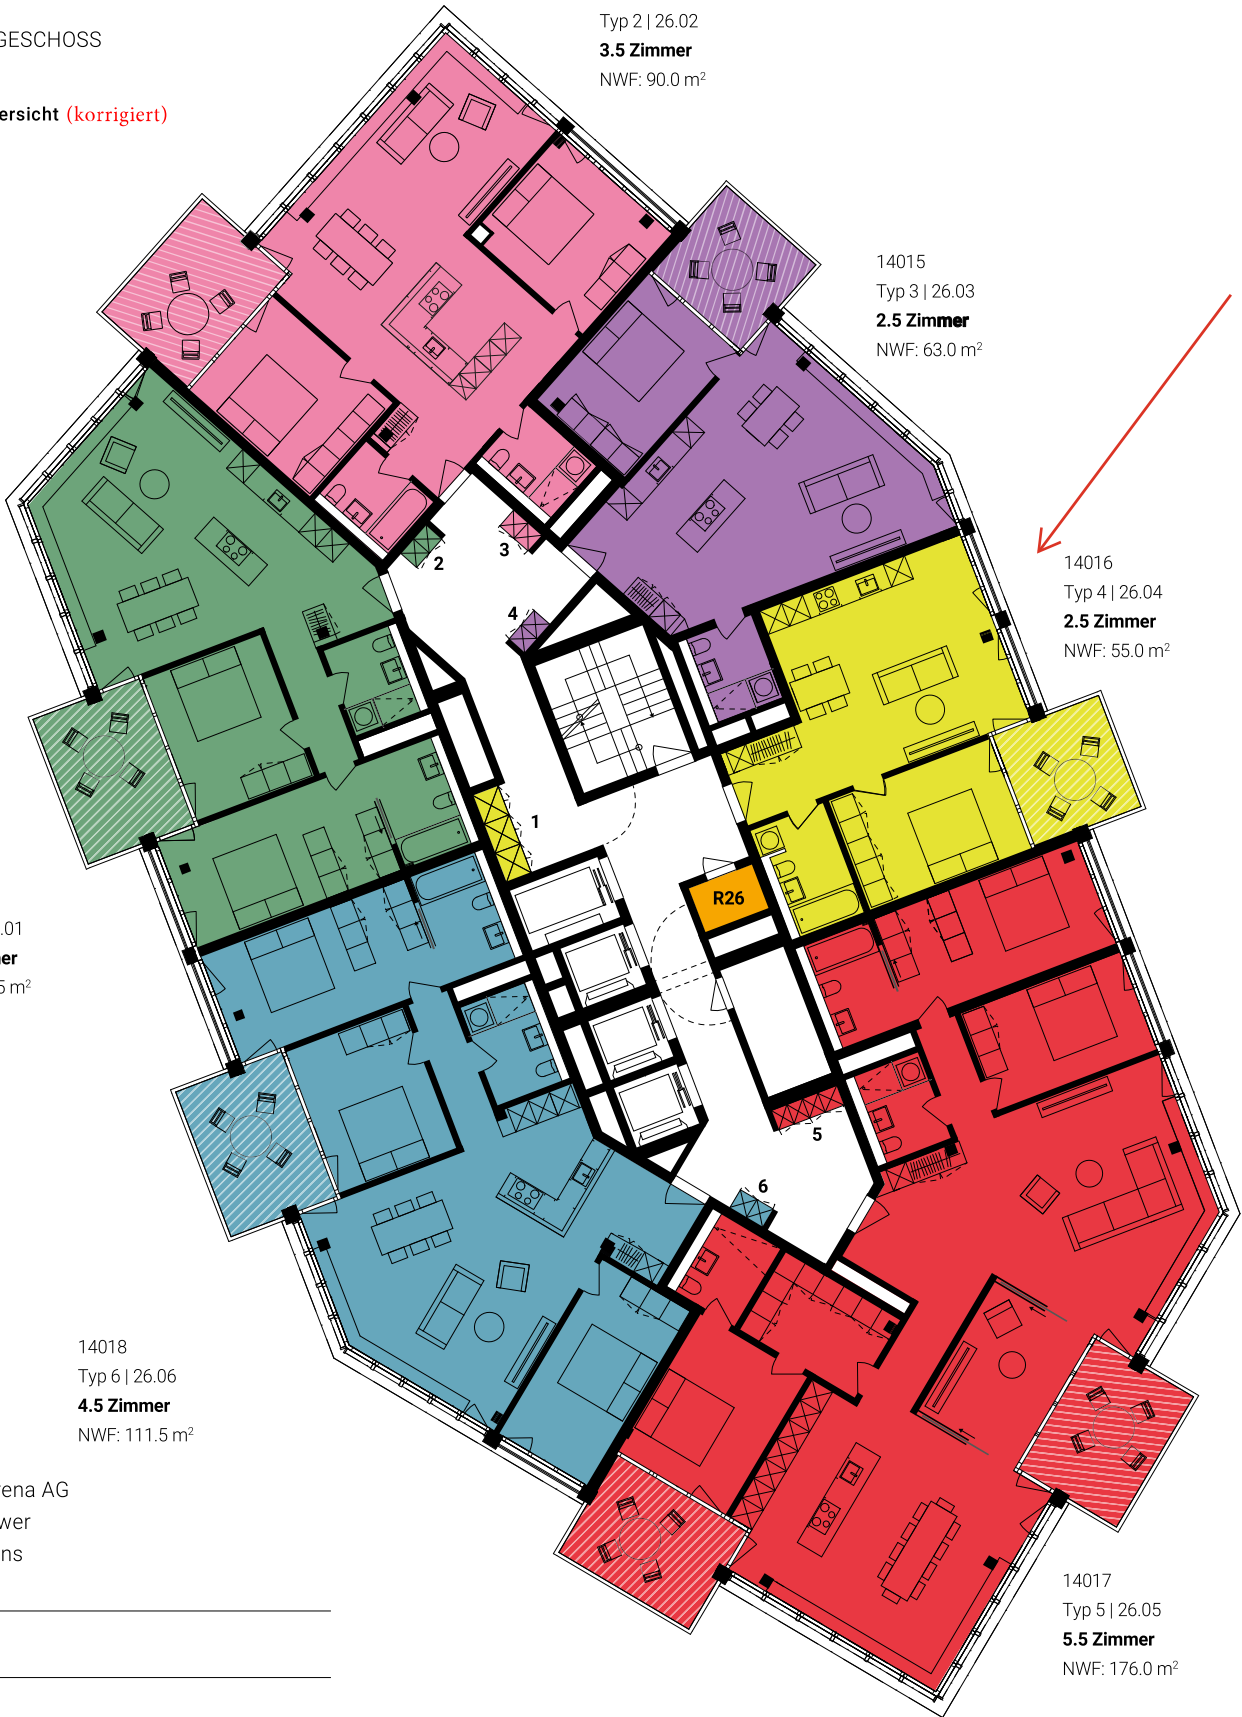 GESCHOSS
ersicht (korrigiert)
Typ 2 | 26.02
3.5 Zimmer
NWF: 90.0 m²
14015
Typ 3 | 26.03
2.5 Zimmer
NWF: 63.0 m²
14016
Typ 4 | 26.04
2.5 Zimmer
NWF: 55.0 m²
2
3
4
1
R26
5
6
.01
er
5 m²
14018
Typ 6 | 26.06
4.5 Zimmer
NWF: 111.5 m²
ena AG
wer
ns
14017
Typ 5 | 26.05
5.5 Zimmer
NWF: 176.0 m²